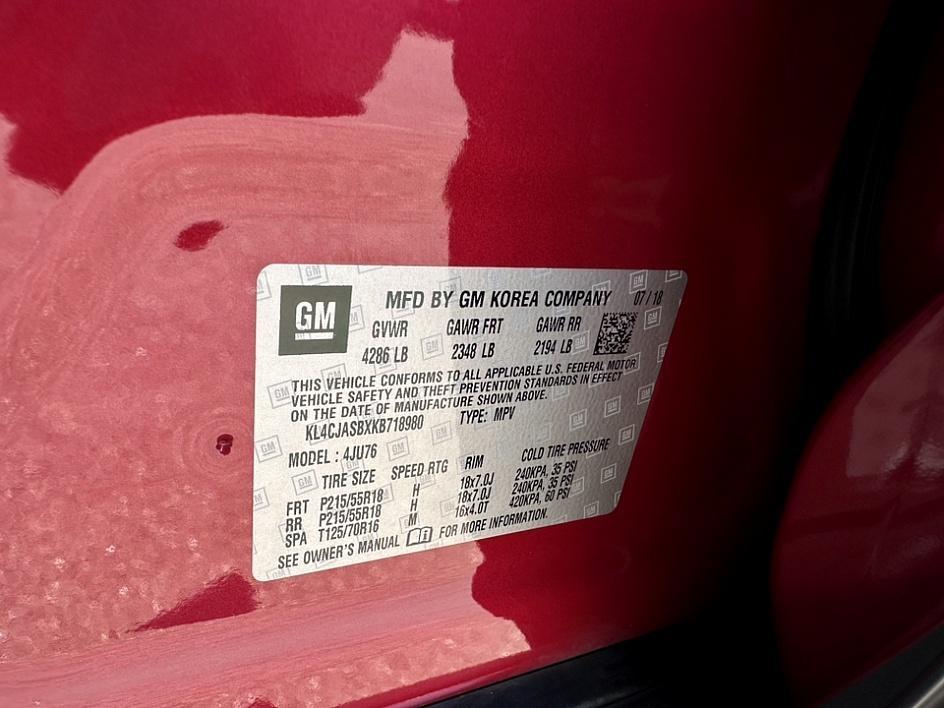 GM
MFD BY GM KOREA COMPANY 07 / 18
GVWR GAWR FRT GAWR RR
4286 LB 2348 LB 2194 LB
THIS VEHICLE CONFORMS TO ALL APPLICABLE U.S. FEDERAL MOTOR
VEHICLE SAFETY AND THEFT PREVENTION STANDARDS IN EFFECT
ON THE DATE OF MANUFACTURE SHOWN ABOVE.
KL4CJASBXKB718980 TYPE: MPV
MODEL : 4JU76
TIRE SIZE SPEED RTG RIM COLD TIRE PRESSURE
FRT P215/55R18 H 18x7.0J 240KPA, 35 PSI
RR P215/55R18 H 18x7.0J 240KPA, 35 PSI
SPA T125/70R16 M 16x4.0T 420KPA, 60 PSI
SEE OWNER'S MANUAL FOR MORE INFORMATION.